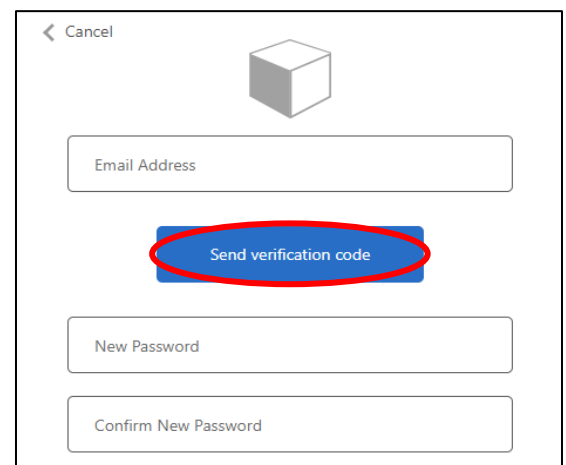 Cancel
Email Address
Send verification code
New Password
Confirm New Password